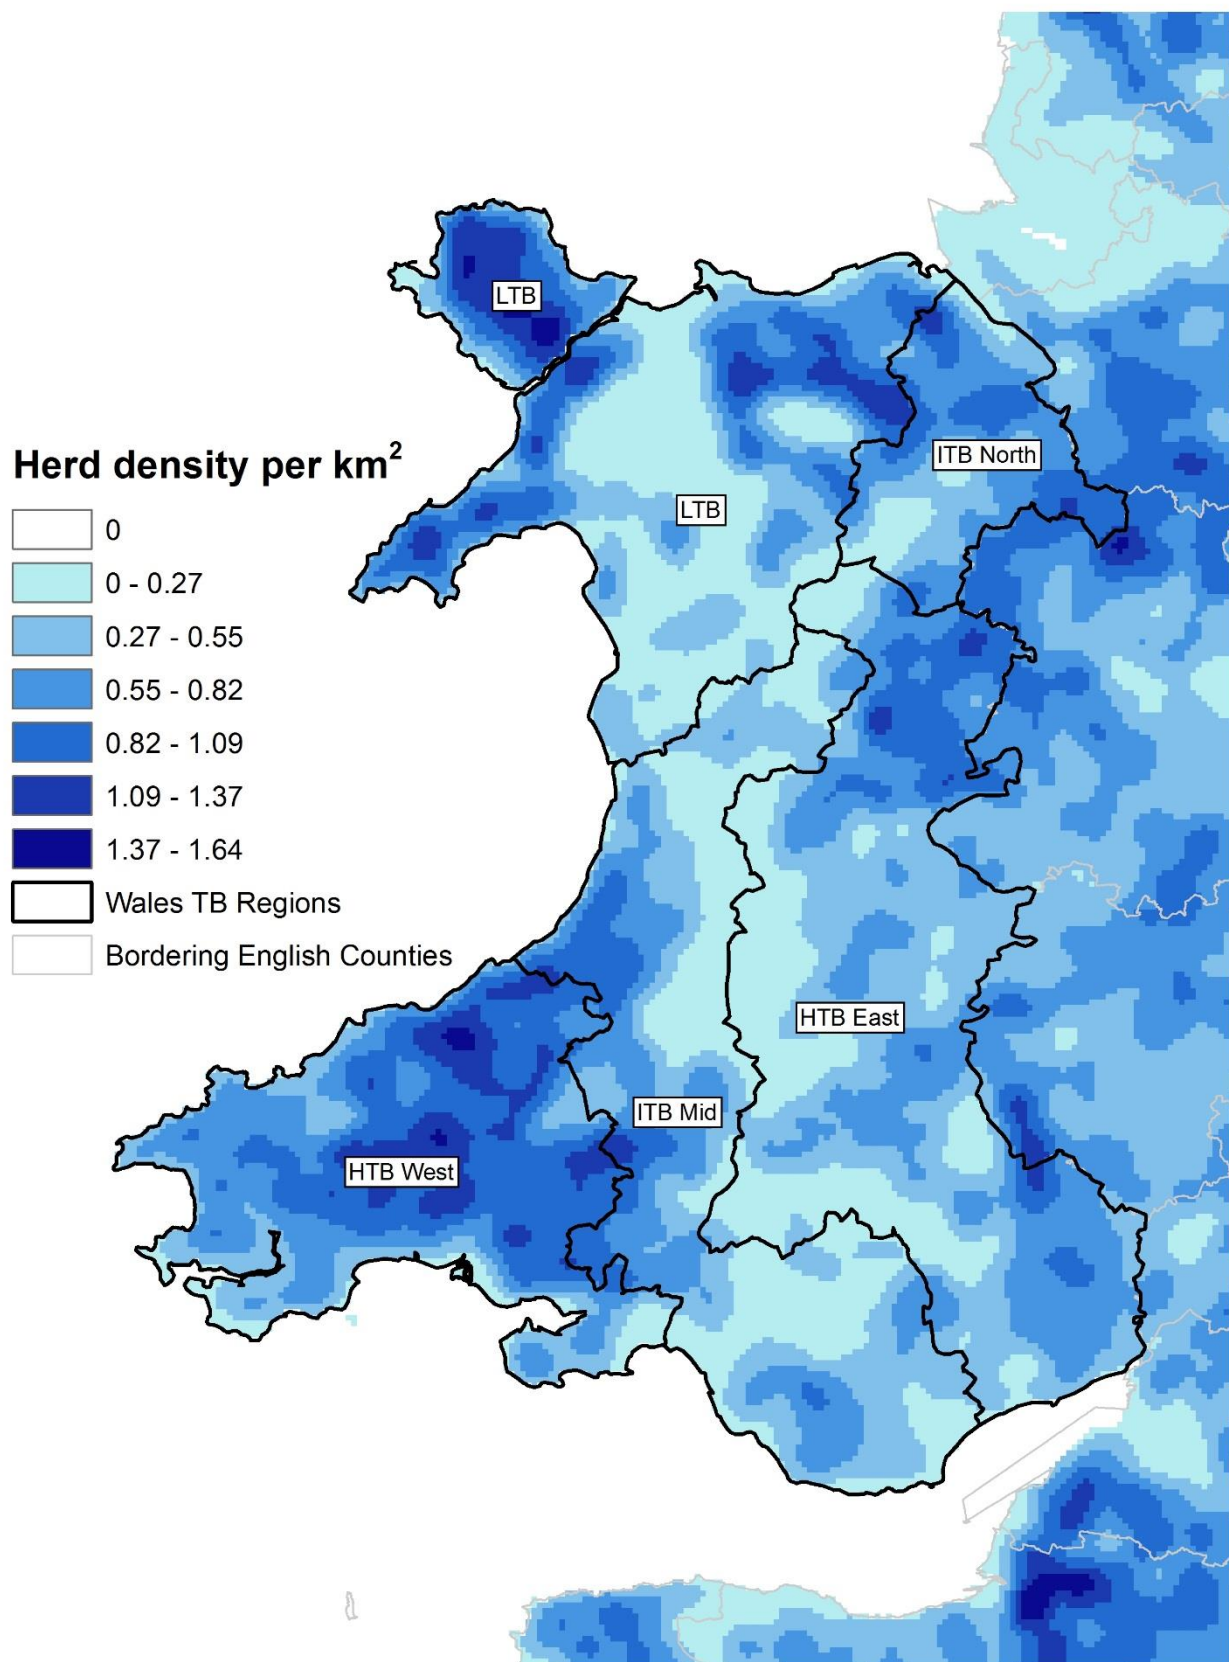 LTB
Herd density per km²
ITB North
0
LTB
0 - 0.27
0.27 - 0.55
0.55 - 0.82
0.82 - 1.09
1.09 - 1.37
1.37 - 1.64
Wales TB Regions
Bordering English Counties
HTB East
ITB Mid
HTB West